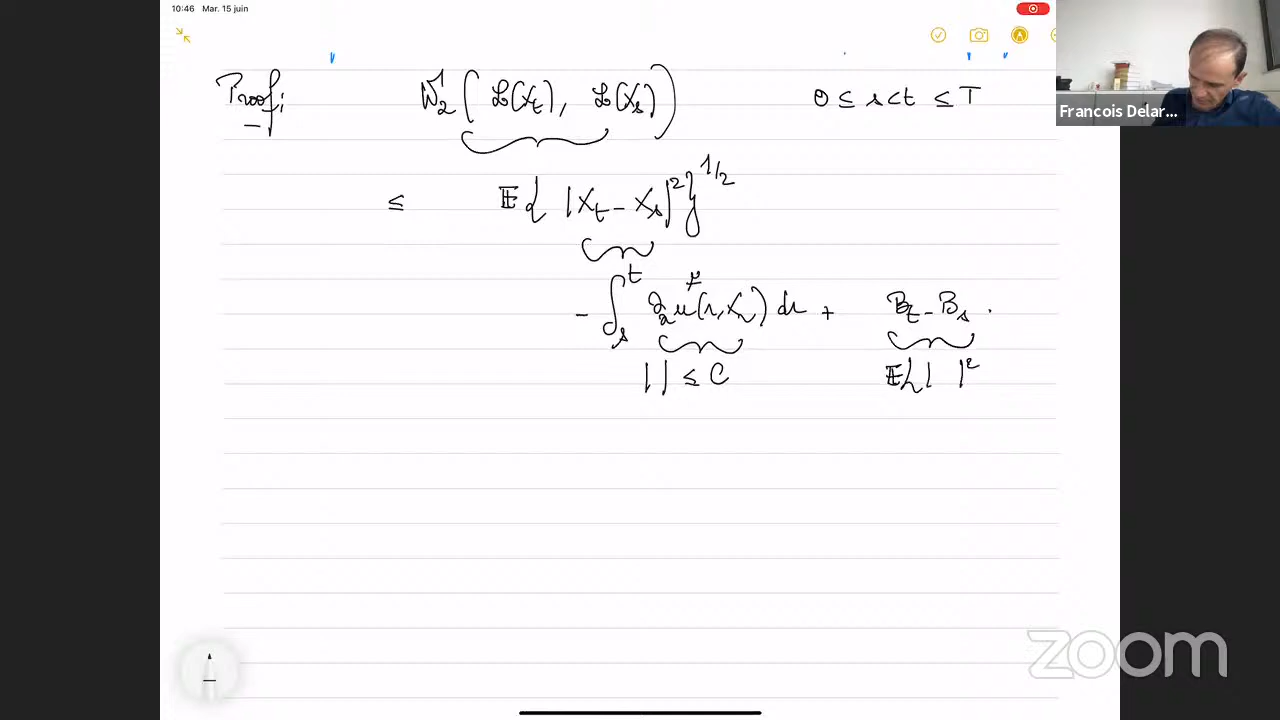 10:46 Mar. 15 juin
Proof:
W₂ ( ℒ(X_t), ℒ(X_s) ) 0 ≤ s < t ≤ T
≤ 𝔼{ |X_t - X_s|² }^{1/2}
- ∫_s^t ∂_x u^μ(r, X_r) dr + B_t - B_s .
| | ≤ C 𝔼{ | |²
Francois Delar...
zoom